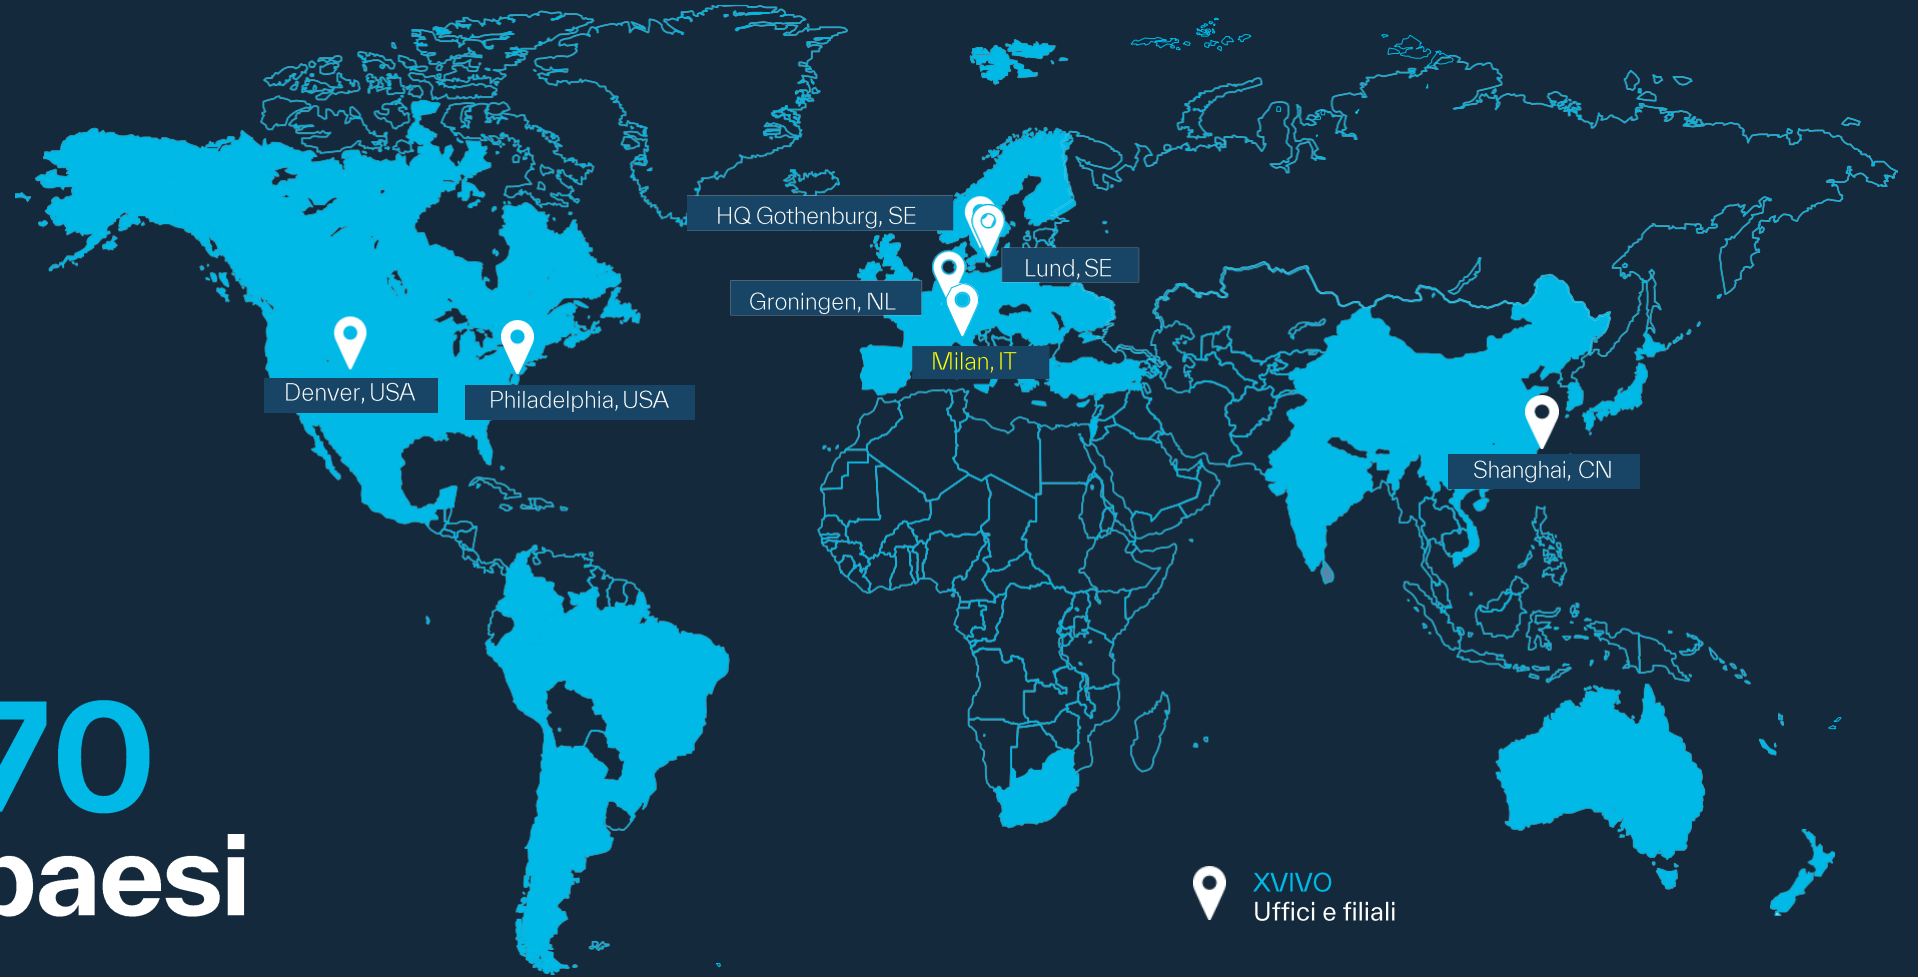 HQ Gothenburg, SE
Lund, SE
Groningen, NL
Milan, IT
Denver, USA
Philadelphia, USA
Shanghai, CN
70
paesi
XVIVO
Uffici e filiali